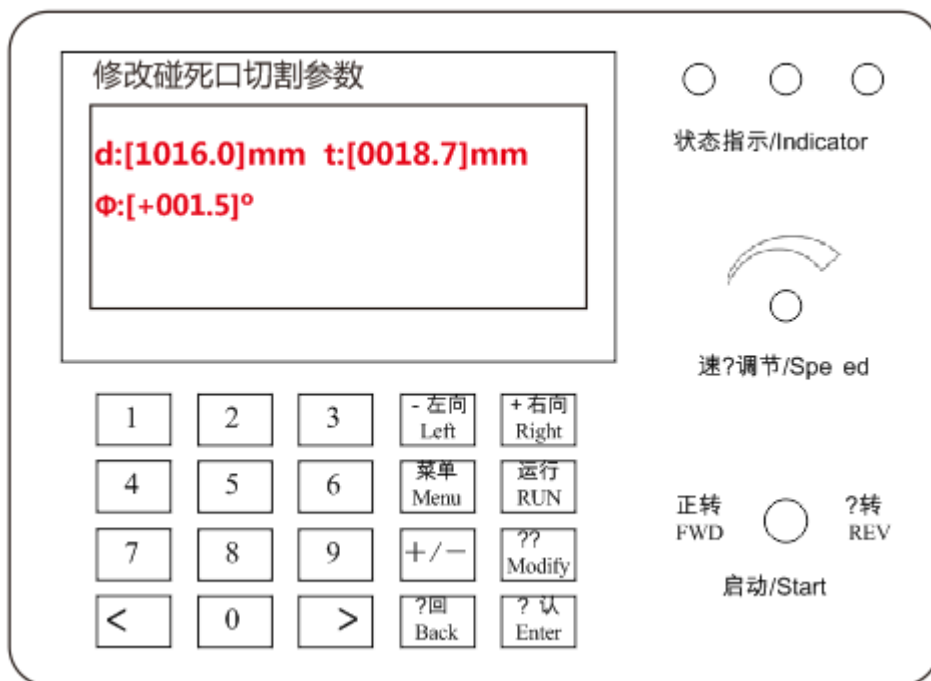 修改碰死口切割参数
d:[1016.0]mm t:[0018.7]mm
Φ:[+001.5]º
状态指示/Indicator
速?调节/Spe ed
1 2 3 - 左向 + 右向
Left Right
4 5 6 菜单 运行
Menu RUN
7 8 9 +/- ??
Modify
< 0 > ?回 ? 认
Back Enter
正转 ?转
FWD REV
启动/Start